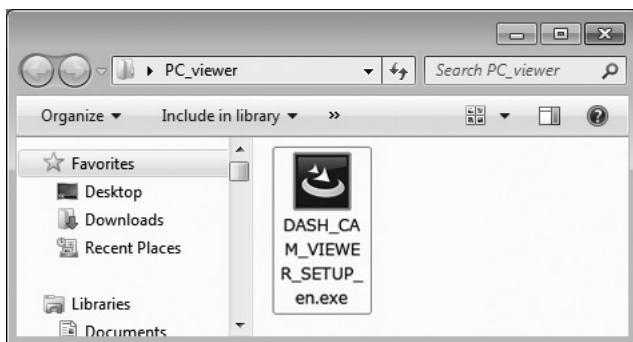 PC_viewer
Search PC_viewer
Organize
Include in library
»
Favorites
Desktop
Downloads
Recent Places
Libraries
Documents
DASH_CA
M_VIEWE
R_SETUP_
en.exe